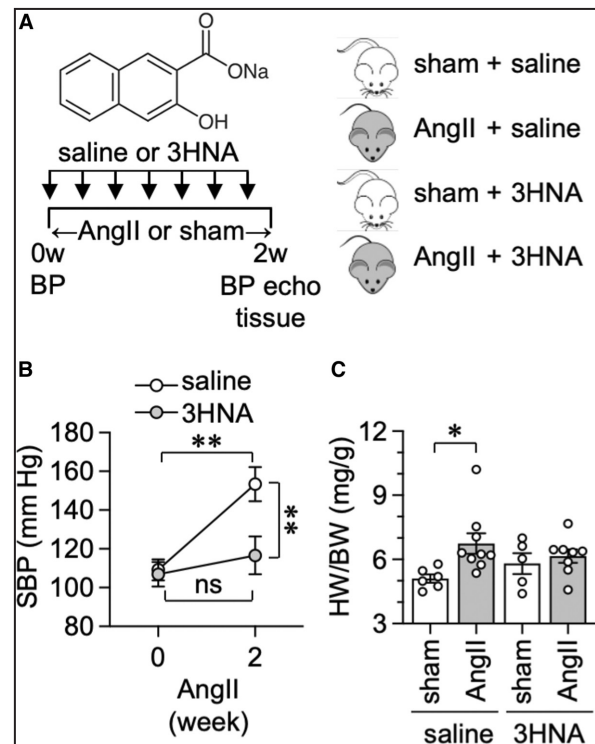 A
O
ONa
OH
saline or 3HNA
←AngII or sham→
0w 2w
BP BP echo
tissue
sham + saline
AngII + saline
sham + 3HNA
AngII + 3HNA
B
saline
3HNA
SBP (mm Hg)
180
160
140
120
100
80
**
**
ns
0 2
AngII
(week)
C
HW/BW (mg/g)
12
9
6
3
*
sham AngII sham AngII
saline 3HNA